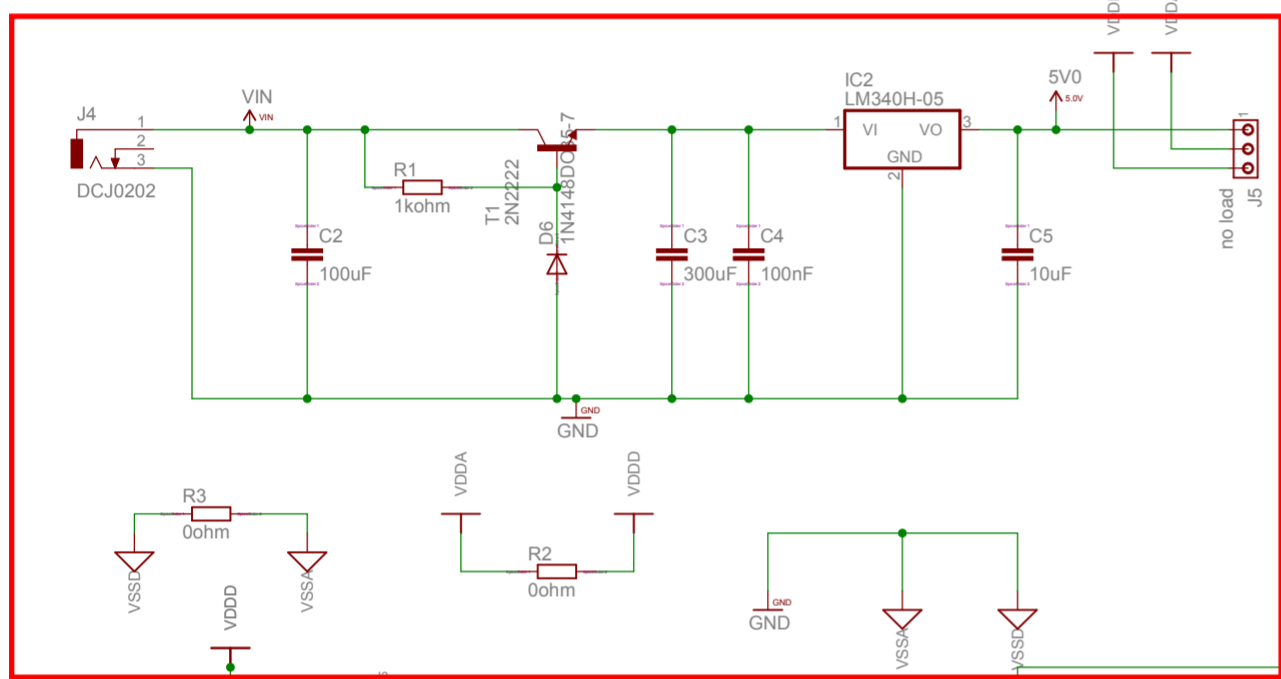 VDDA
J4
1
2
3
DCJ0202
VIN
VIN
R1
1kohm
T1
2N2222
D6
1N4148DO35-7
C2
100uF
C3
300uF
C4
100nF
IC2
LM340H-05
1
VI
VO
3
GND
2
5V0
5.0V
C5
10uF
1
J5
no load
GND
GND
R3
0ohm
VSSD
VSSA
VDDA
VDDD
R2
0ohm
GND
GND
VSSA
VSSD
VDDD